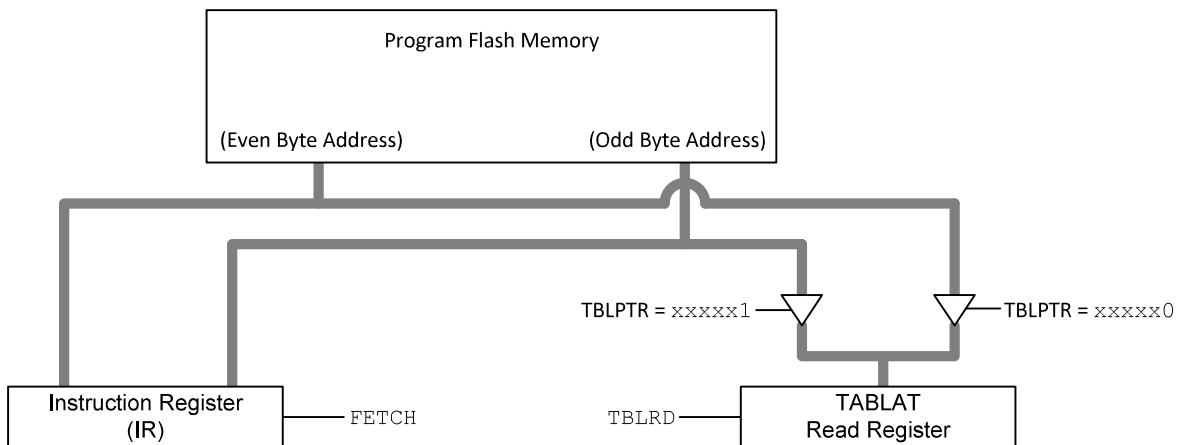 Program Flash Memory
(Even Byte Address) (Odd Byte Address)
TBLPTR = xxxxx1
TBLPTR = xxxxx0
Instruction Register
(IR)
FETCH
TBLRD
TABLAT
Read Register